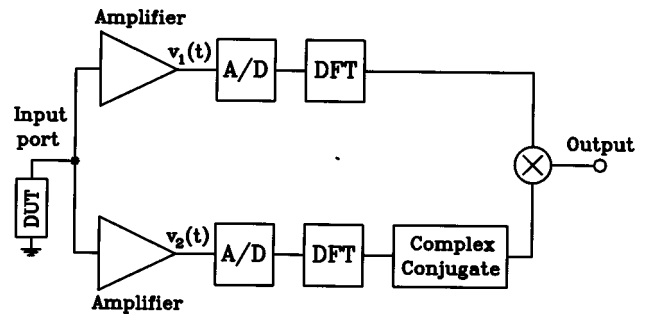 Amplifier
v₁(t)
A/D
DFT
Input
port
Output
DUT
v₂(t)
A/D
DFT
Complex
Conjugate
Amplifier